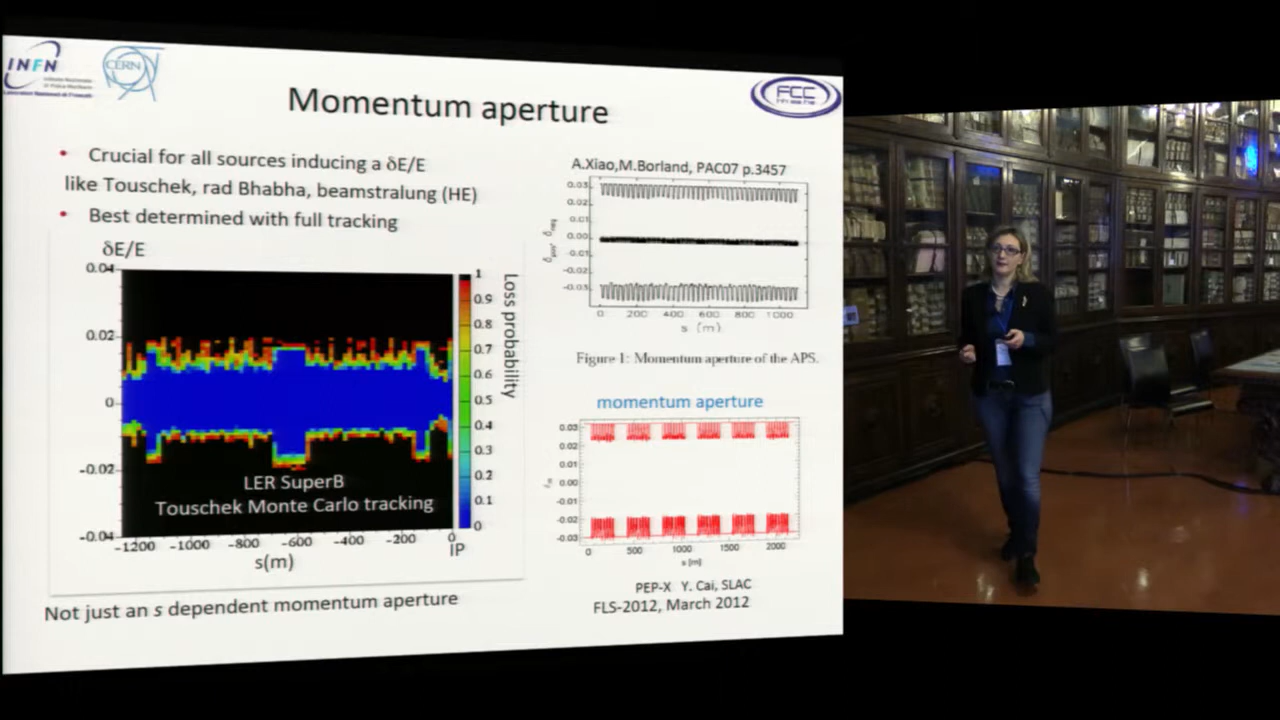 INFN
CERN
FCC
Momentum aperture
• Crucial for all sources inducing a δE/E
like Touschek, rad Bhabha, beamstralung (HE)
• Best determined with full tracking
δE/E
0.04
0.02
0
-0.02
-0.04
LER SuperB
Touschek Monte Carlo tracking
-1200 -1000 -800 -600 -400 -200 0
IP
s(m)
1
0.9
0.8
0.7
0.6
0.5
0.4
0.3
0.2
0.1
0
Loss probability
Not just an s dependent momentum aperture
A.Xiao,M.Borland, PAC07 p.3457
0.03
0.02
0.01
0.00
-0.01
-0.02
-0.03
0 200 400 600 800 1000
s (m)
Figure 1: Momentum aperture of the APS.
momentum aperture
0.03
0.02
0.01
0.00
-0.01
-0.02
-0.03
0 500 1000 1500 2000
s [m]
PEP-X Y. Cai, SLAC
FLS-2012, March 2012